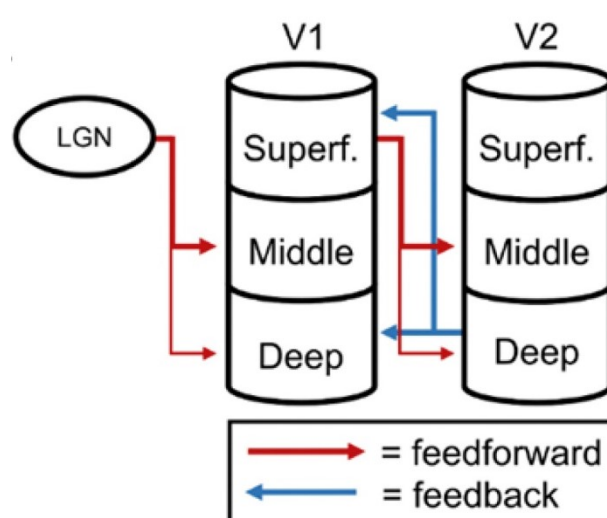 V1 V2
LGN
Superf. Superf.
Middle Middle
Deep Deep
= feedforward
= feedback